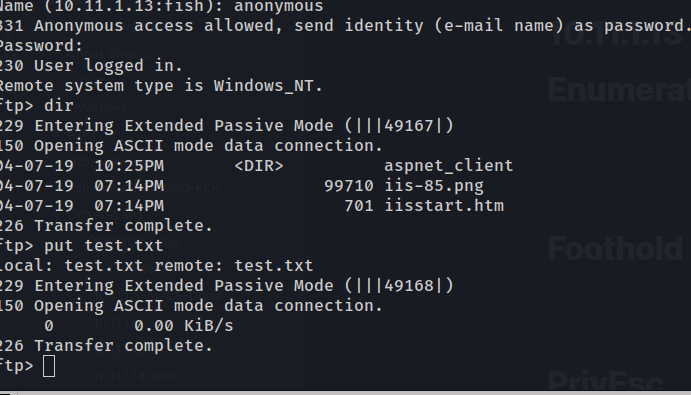 Name (10.11.1.13:fish): anonymous
331 Anonymous access allowed, send identity (e-mail name) as password.
Password:
230 User logged in.
Remote system type is Windows_NT.
ftp> dir
229 Entering Extended Passive Mode (|||49167|)
150 Opening ASCII mode data connection.
04-07-19  10:25PM       <DIR>          aspnet_client
04-07-19  07:14PM                99710 iis-85.png
04-07-19  07:14PM                  701 iisstart.htm
226 Transfer complete.
ftp> put test.txt
local: test.txt remote: test.txt
229 Entering Extended Passive Mode (|||49168|)
150 Opening ASCII mode data connection.
     0        0.00 KiB/s
226 Transfer complete.
ftp>
10.11.1.13
Enumera
Foothold
PrivEsc